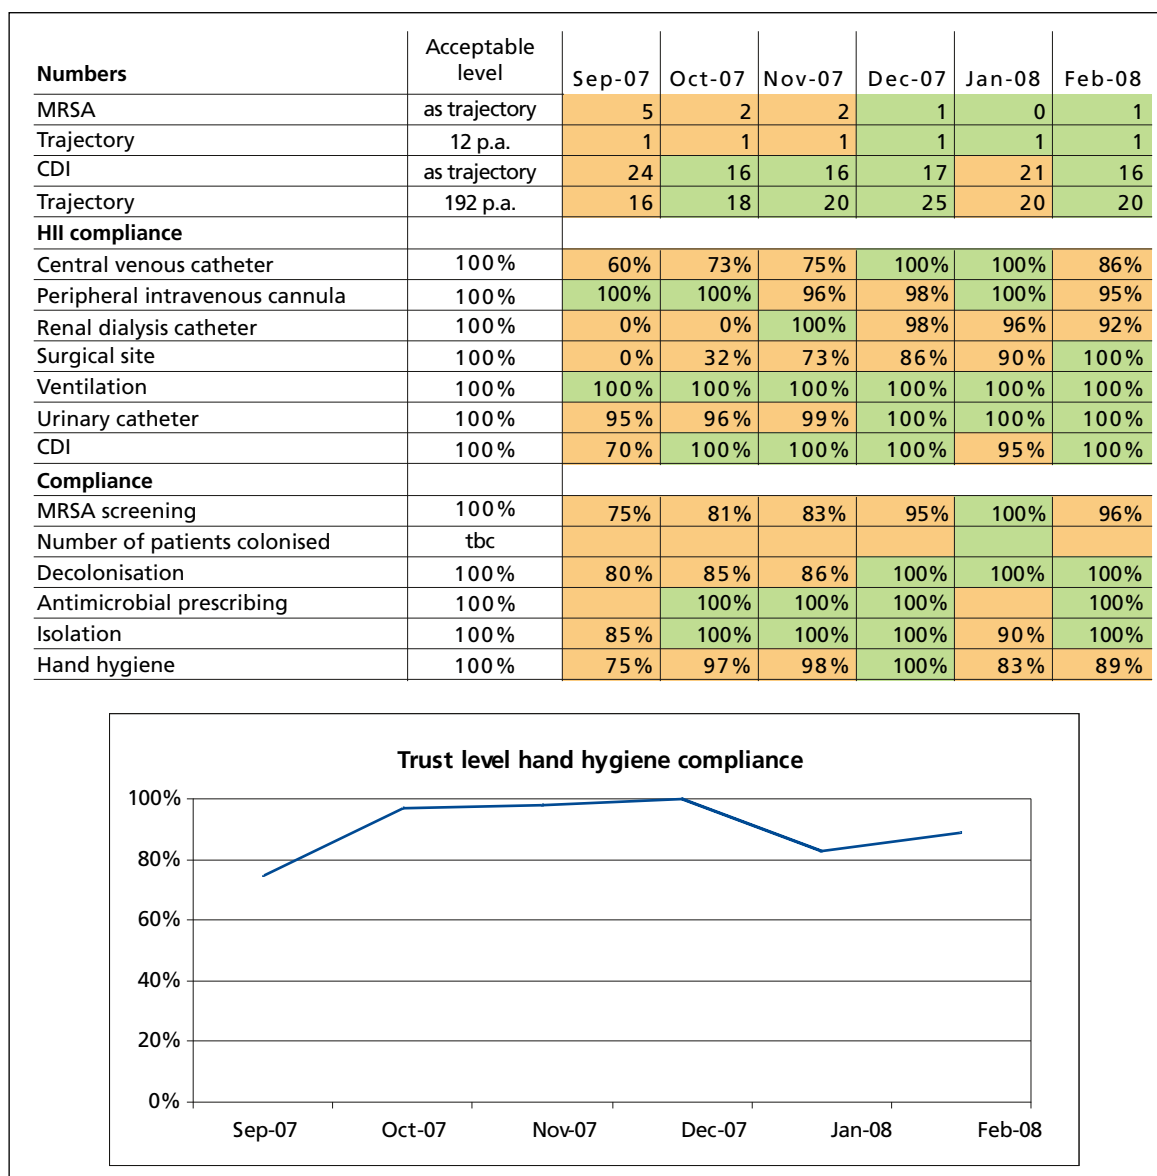 Numbers Acceptable level Sep-07 Oct-07 Nov-07 Dec-07 Jan-08 Feb-08
MRSA as trajectory 5 2 2 1 0 1
Trajectory 12 p.a. 1 1 1 1 1 1
CDI as trajectory 24 16 16 17 21 16
Trajectory 192 p.a. 16 18 20 25 20 20
HII compliance
Central venous catheter 100% 60% 73% 75% 100% 100% 86%
Peripheral intravenous cannula 100% 100% 100% 96% 98% 100% 95%
Renal dialysis catheter 100% 0% 0% 100% 98% 96% 92%
Surgical site 100% 0% 32% 73% 86% 90% 100%
Ventilation 100% 100% 100% 100% 100% 100% 100%
Urinary catheter 100% 95% 96% 99% 100% 100% 100%
CDI 100% 70% 100% 100% 100% 95% 100%
Compliance
MRSA screening 100% 75% 81% 83% 95% 100% 96%
Number of patients colonised tbc
Decolonisation 100% 80% 85% 86% 100% 100% 100%
Antimicrobial prescribing 100% 100% 100% 100% 100%
Isolation 100% 85% 100% 100% 100% 90% 100%
Hand hygiene 100% 75% 97% 98% 100% 83% 89%
Trust level hand hygiene compliance
100%
80%
60%
40%
20%
0%
Sep-07 Oct-07 Nov-07 Dec-07 Jan-08 Feb-08